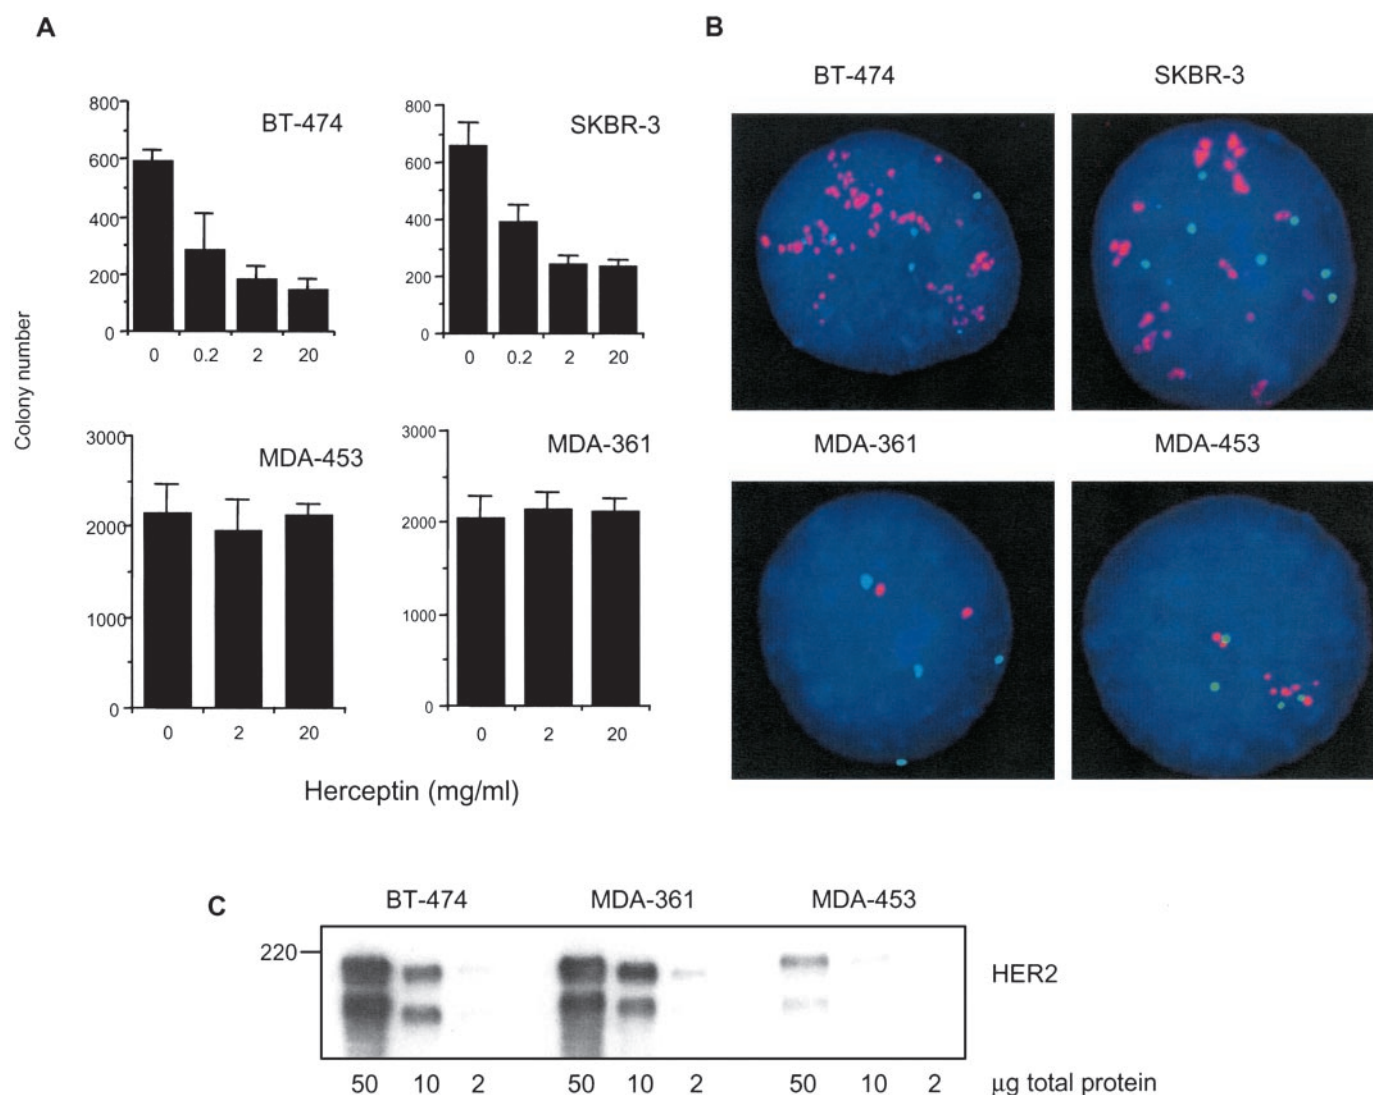 A
B
BT-474
SKBR-3
800
600
400
200
0
BT-474
0
0.2
2
20
800
600
400
200
0
SKBR-3
0
0.2
2
20
Colony number
3000
2000
1000
0
MDA-453
0
2
20
3000
2000
1000
0
MDA-361
0
2
20
MDA-361
MDA-453
Herceptin (mg/ml)
C
BT-474
MDA-361
MDA-453
220
HER2
50 10 2 50 10 2 50 10 2 µg total protein